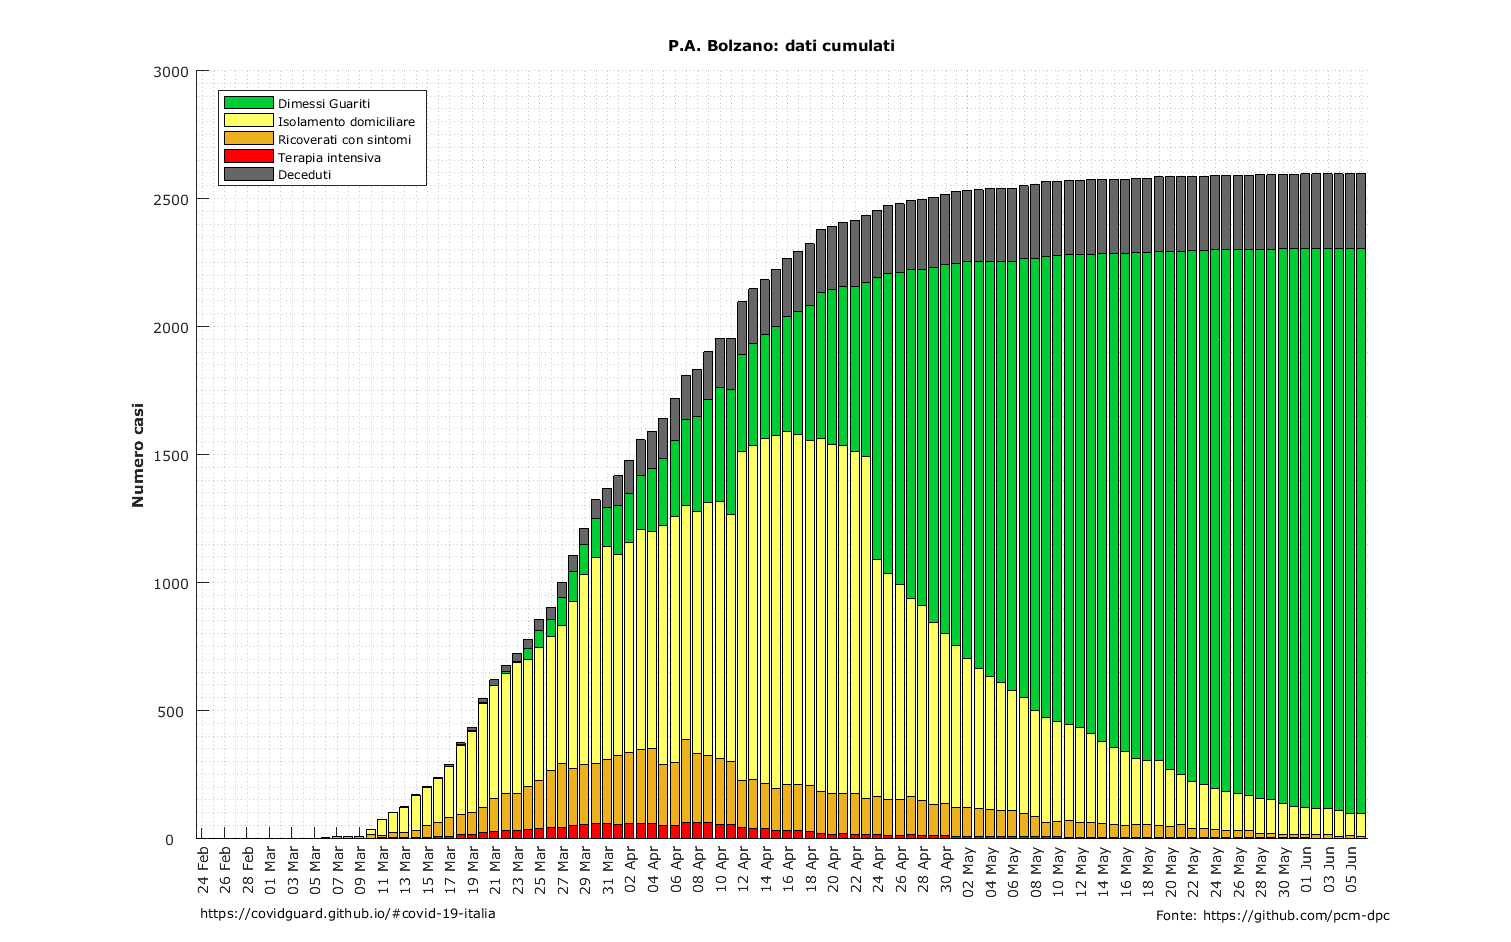 P.A. Bolzano: dati cumulati
3000
2500
2000
1500
1000
500
0
Numero casi
Dimessi Guariti
Isolamento domiciliare
Ricoverati con sintomi
Terapia intensiva
Deceduti
24 Feb
26 Feb
28 Feb
01 Mar
03 Mar
05 Mar
07 Mar
09 Mar
11 Mar
13 Mar
15 Mar
17 Mar
19 Mar
21 Mar
23 Mar
25 Mar
27 Mar
29 Mar
31 Mar
02 Apr
04 Apr
06 Apr
08 Apr
10 Apr
12 Apr
14 Apr
16 Apr
18 Apr
20 Apr
22 Apr
24 Apr
26 Apr
28 Apr
30 Apr
02 May
04 May
06 May
08 May
10 May
12 May
14 May
16 May
18 May
20 May
22 May
24 May
26 May
28 May
30 May
01 Jun
03 Jun
05 Jun
https://covidguard.github.io/#covid-19-italia
Fonte: https://github.com/pcm-dpc